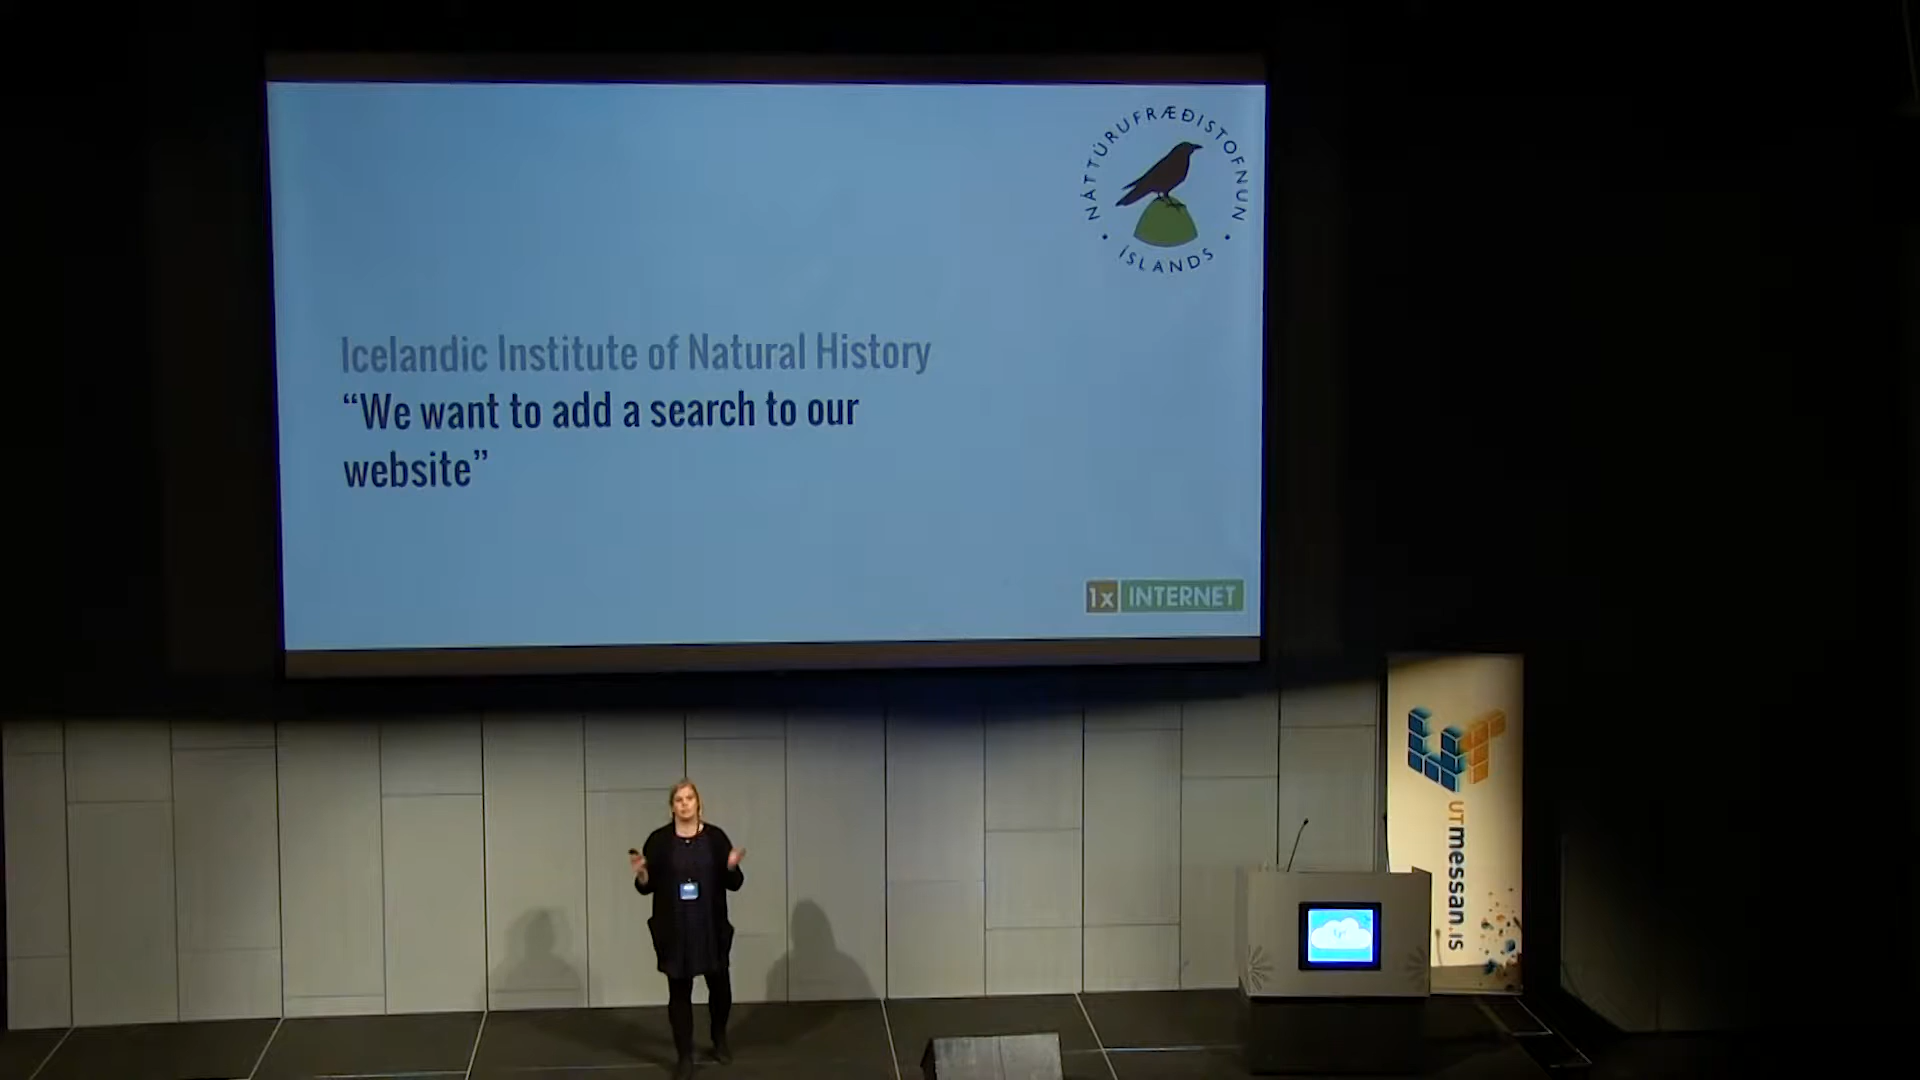 NÁTTÚRUFRÆÐISTOFNUN
• ÍSLANDS •
Icelandic Institute of Natural History
“We want to add a search to our
website”
1x INTERNET
UT
UTmessan.is